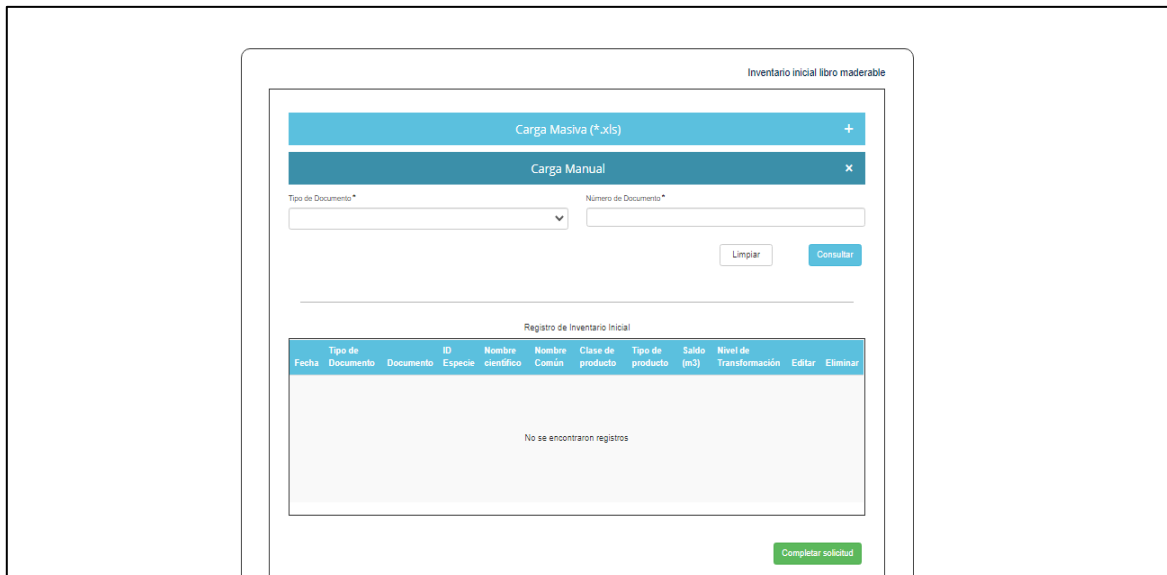 Inventario inicial libro maderable
Carga Masiva (*.xls) +
Carga Manual ×
Tipo de Documento* Número de Documento*
Limpiar Consultar
Registro de Inventario Inicial
Fecha Tipo de Documento Documento ID Especie Nombre científico Nombre Común Clase de producto Tipo de producto Saldo (m3) Nivel de Transformación Editar Eliminar
No se encontraron registros
Completar solicitud